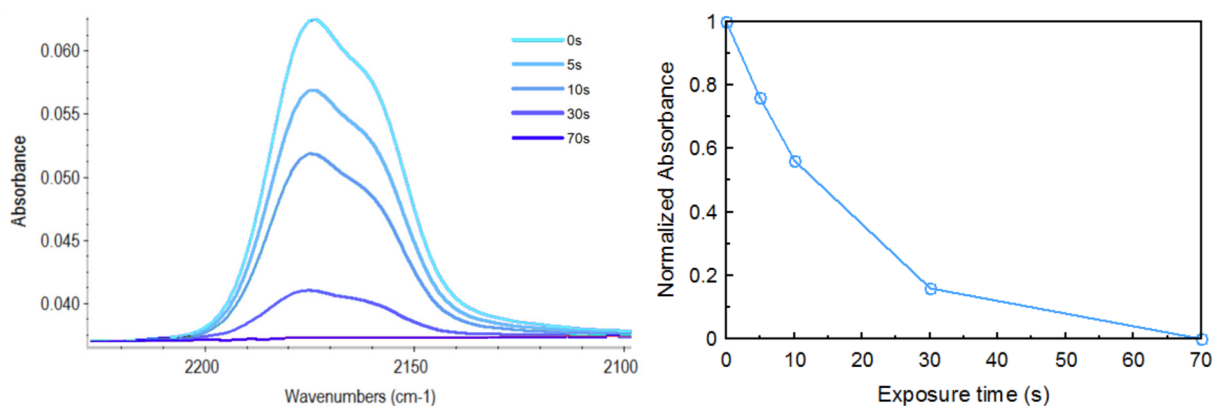 Absorbance
0.060
0.055
0.050
0.045
0.040
2200
2150
2100
Wavenumbers (cm-1)
0s
5s
10s
30s
70s
Normalized Absorbance
1
0.8
0.6
0.4
0.2
0
0 10 20 30 40 50 60 70
Exposure time (s)